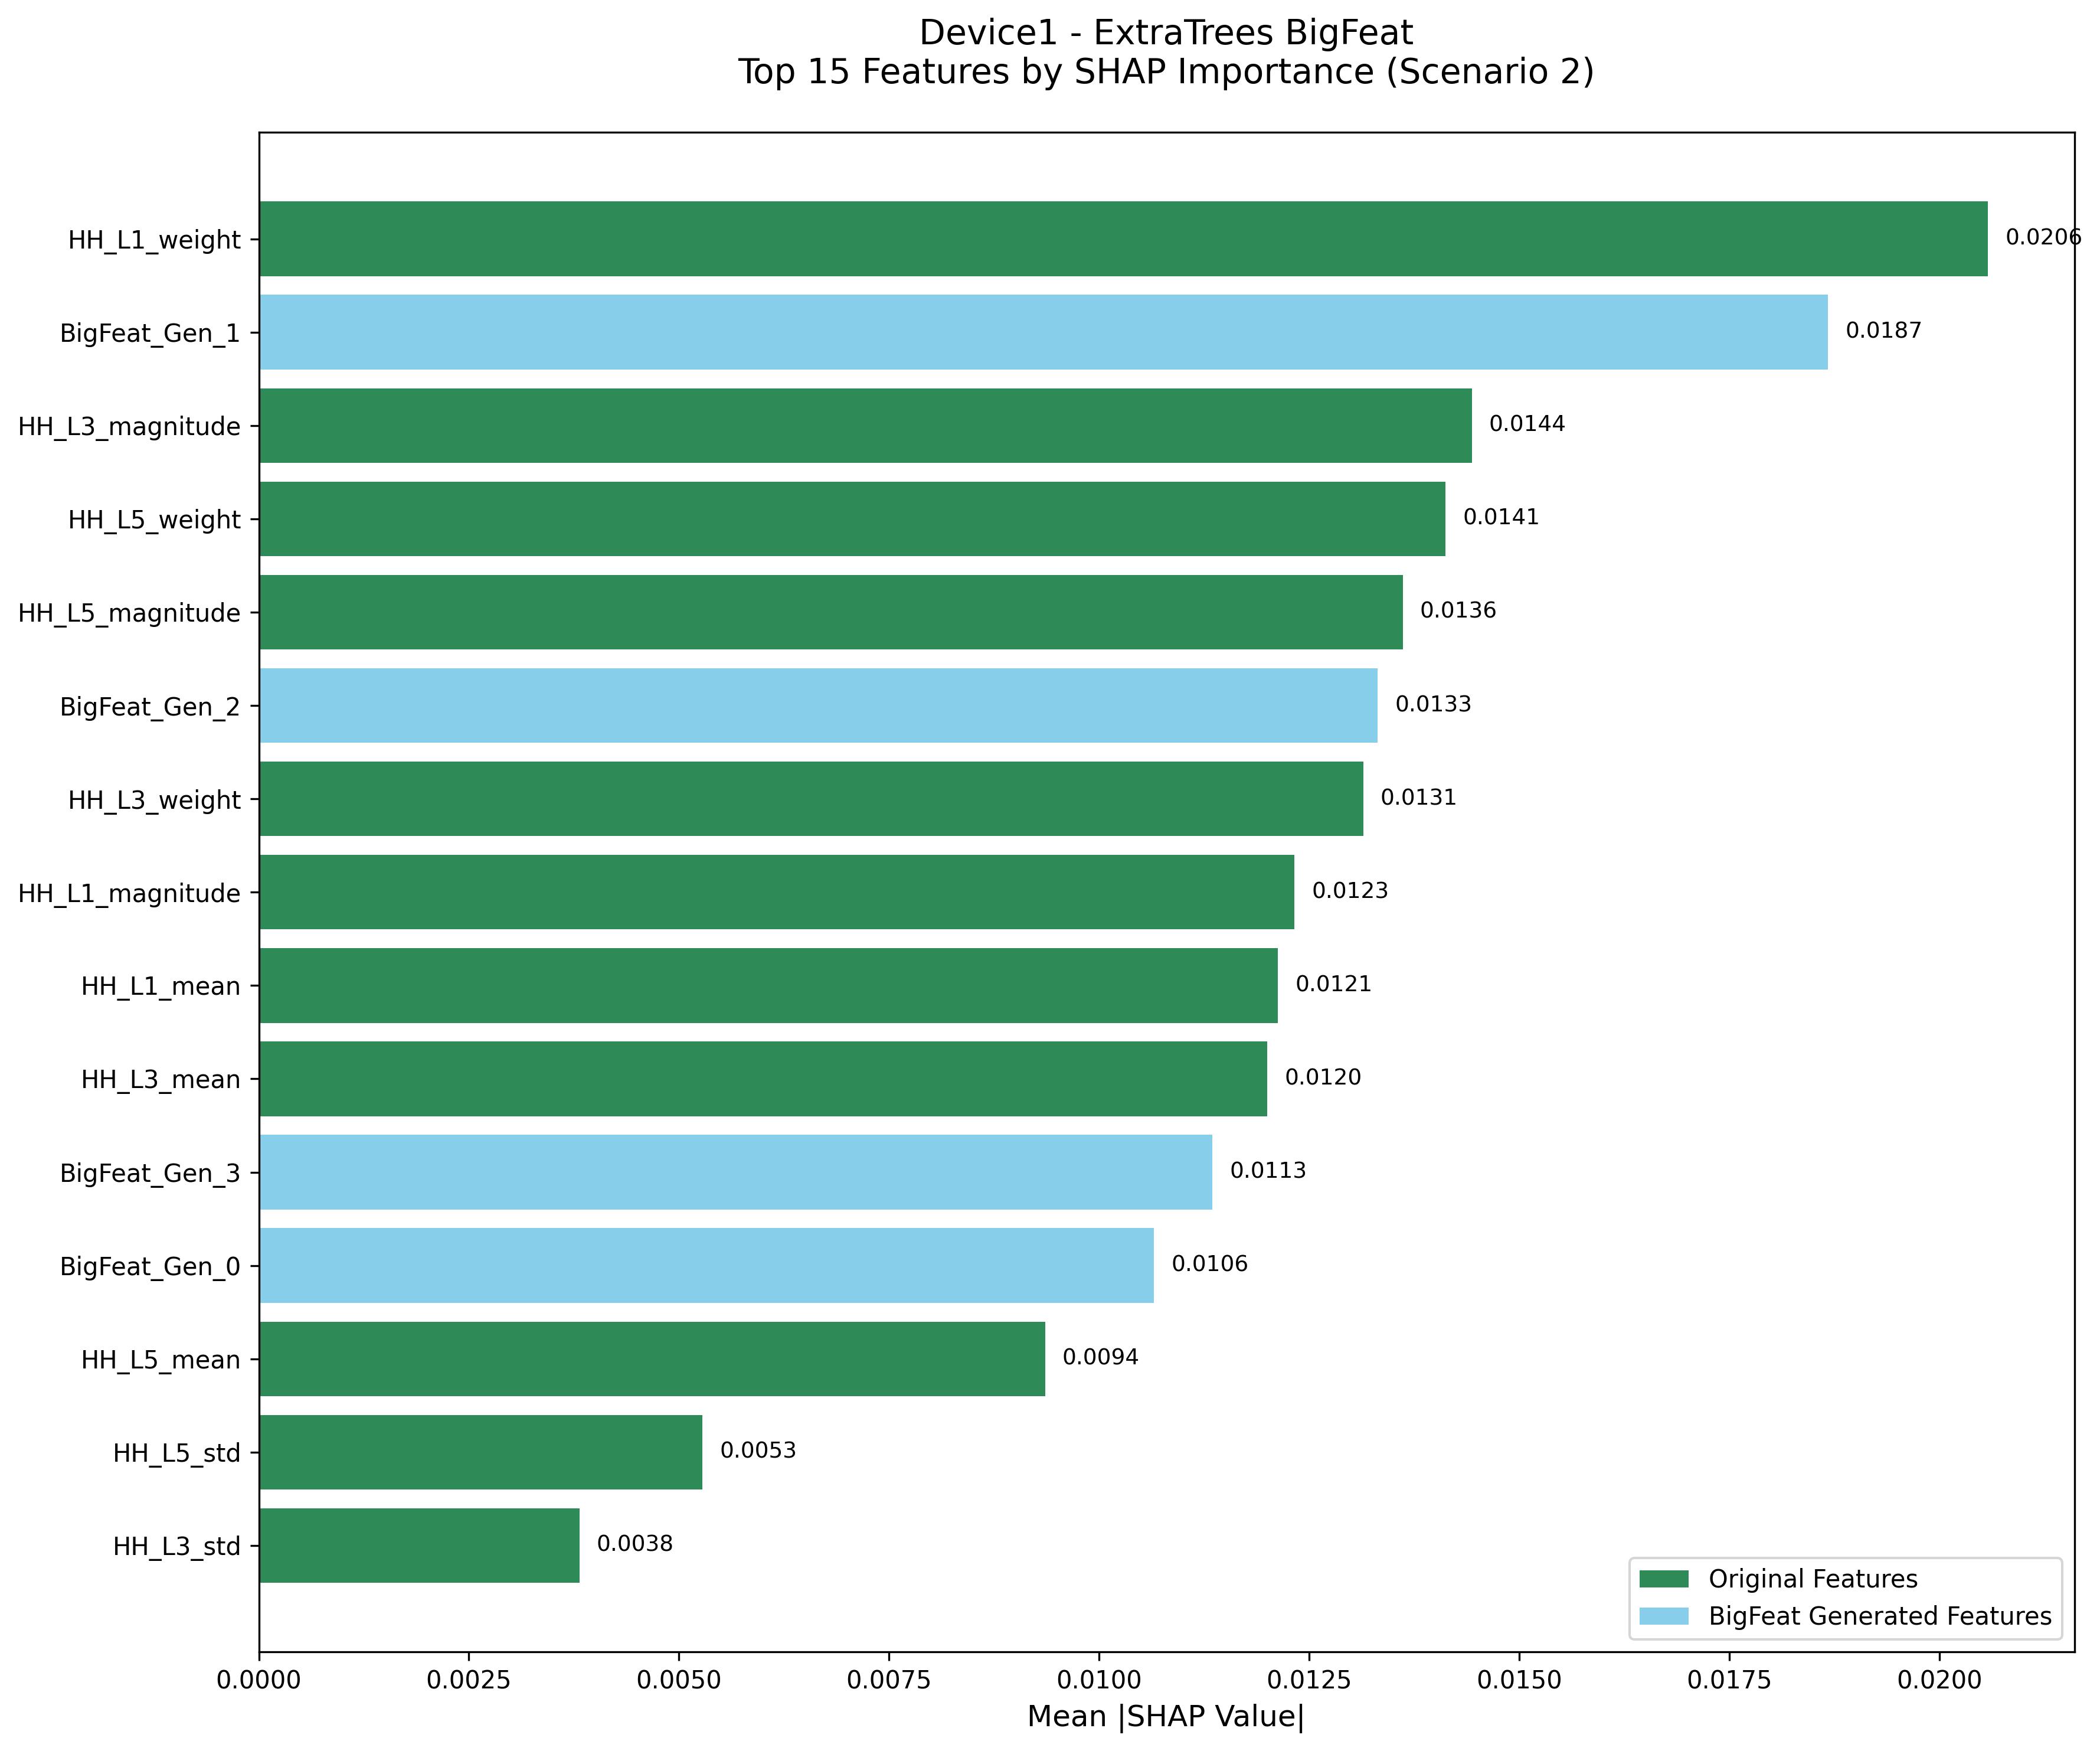 Device1 - ExtraTrees BigFeat
Top 15 Features by SHAP Importance (Scenario 2)
HH_L1_weight 0.0206
BigFeat_Gen_1 0.0187
HH_L3_magnitude 0.0144
HH_L5_weight 0.0141
HH_L5_magnitude 0.0136
BigFeat_Gen_2 0.0133
HH_L3_weight 0.0131
HH_L1_magnitude 0.0123
HH_L1_mean 0.0121
HH_L3_mean 0.0120
BigFeat_Gen_3 0.0113
BigFeat_Gen_0 0.0106
HH_L5_mean 0.0094
HH_L5_std 0.0053
HH_L3_std 0.0038
Original Features
BigFeat Generated Features
0.0000 0.0025 0.0050 0.0075 0.0100 0.0125 0.0150 0.0175 0.0200
Mean |SHAP Value|